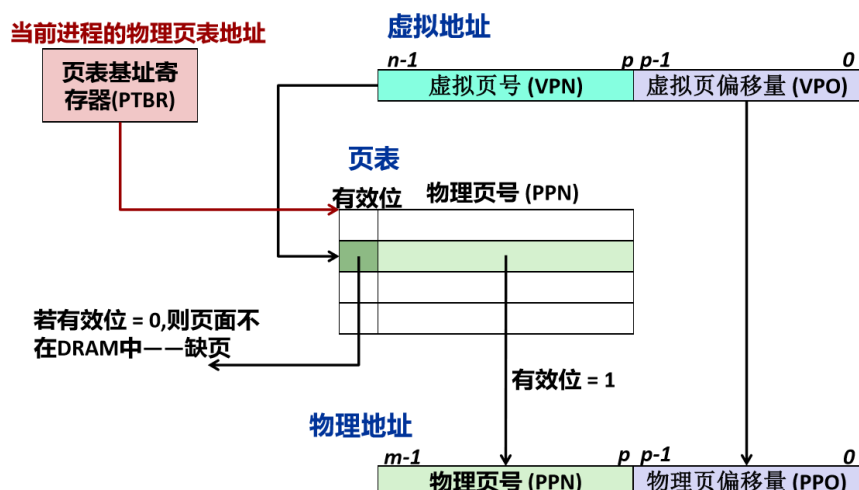 当前进程的物理页表地址
虚拟地址
页表基址寄
存器(PTBR)
n-1
p
p-1
0
虚拟页号 (VPN)
虚拟页偏移量 (VPO)
页表
有效位
物理页号 (PPN)
若有效位 = 0,则页面不
在DRAM中——缺页
有效位 = 1
物理地址
m-1
p
p-1
0
物理页号 (PPN)
物理页偏移量 (PPO)